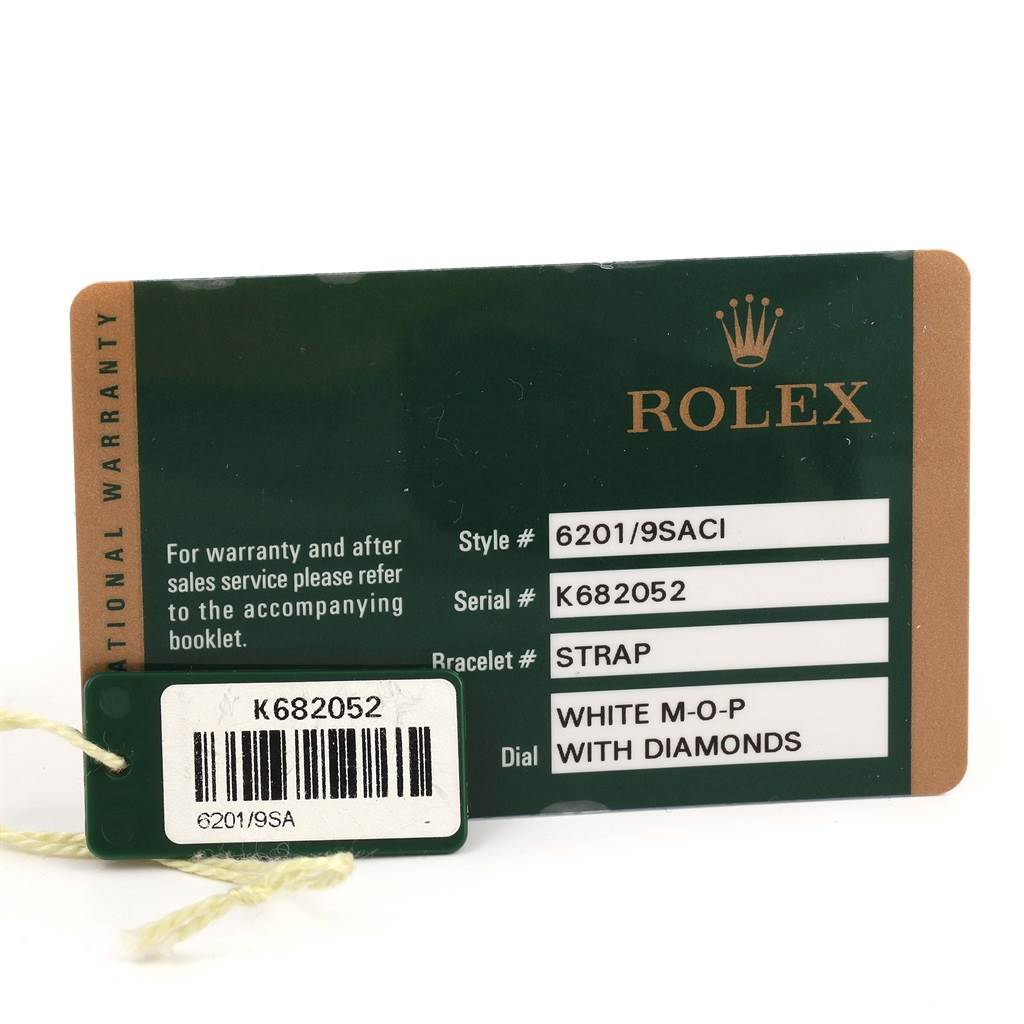 ROLEX
ATIONAL WARRANTY
For warranty and after
sales service please refer
to the accompanying
booklet.
Style # 6201/9SACI
Serial # K682052
Bracelet # STRAP
Dial WHITE M-O-P
WITH DIAMONDS
K682052
6201/9SA -